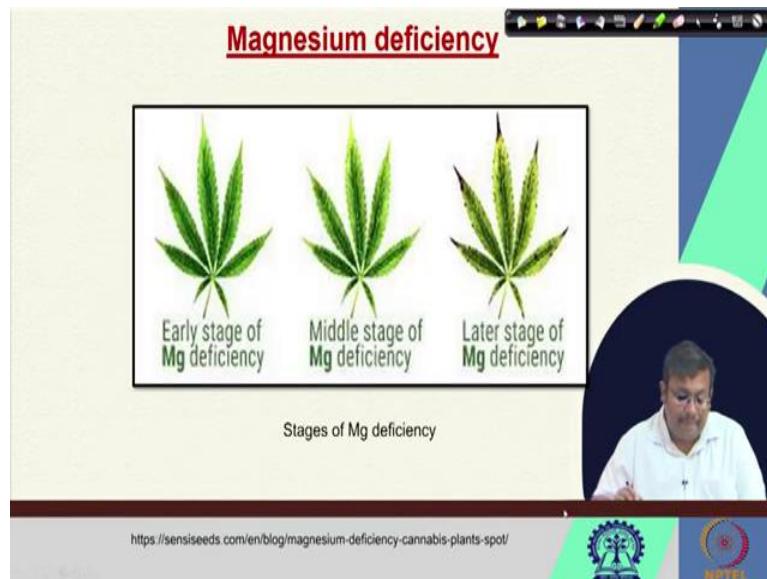 Magnesium deficiency
Early stage of
Mg deficiency
Middle stage of
Mg deficiency
Later stage of
Mg deficiency
Stages of Mg deficiency
https://sensiseeds.com/en/blog/magnesium-deficiency-cannabis-plants-spot/
NPTEL